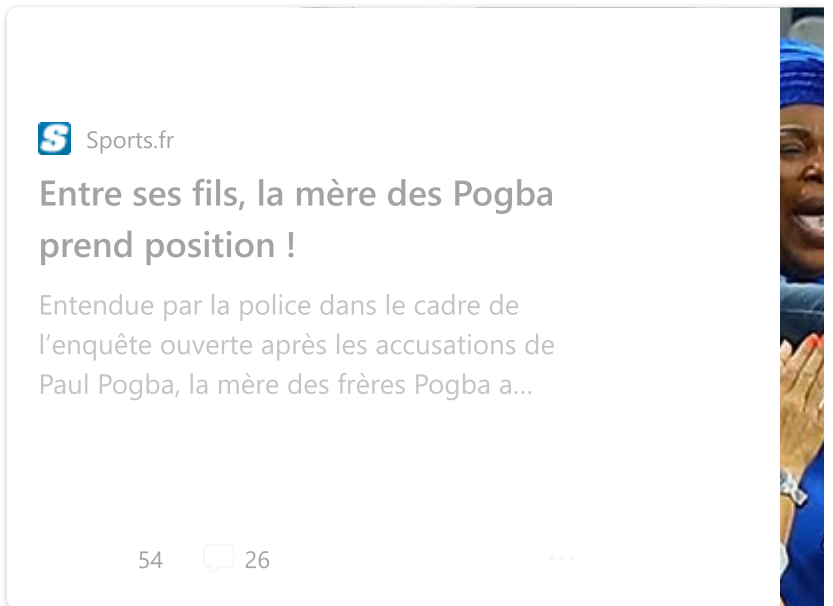 S Sports.fr
Entre ses fils, la mère des Pogba
prend position !
Entendue par la police dans le cadre de
l’enquête ouverte après les accusations de
Paul Pogba, la mère des frères Pogba a...
54 26